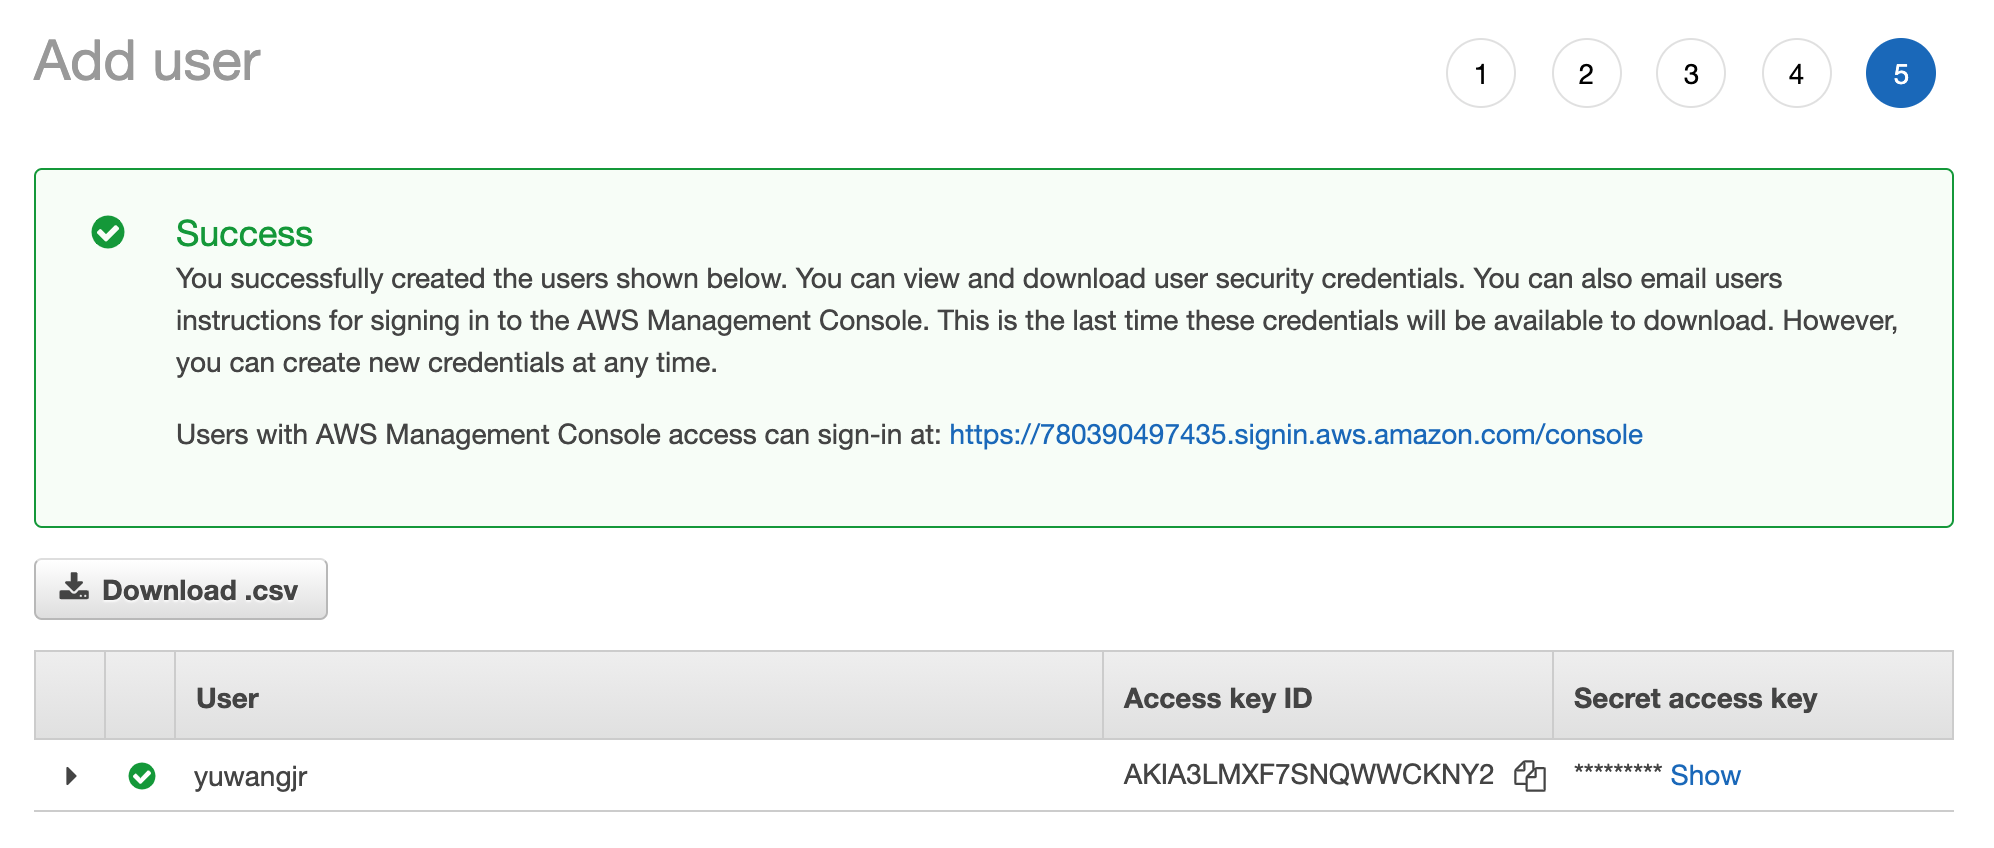 Add user
1 2 3 4 5
Success
You successfully created the users shown below. You can view and download user security credentials. You can also email users
instructions for signing in to the AWS Management Console. This is the last time these credentials will be available to download. However,
you can create new credentials at any time.
Users with AWS Management Console access can sign-in at: https://780390497435.signin.aws.amazon.com/console
Download .csv
User Access key ID Secret access key
yuwangjr AKIA3LMXF7SNQWWCKNY2 ********* Show